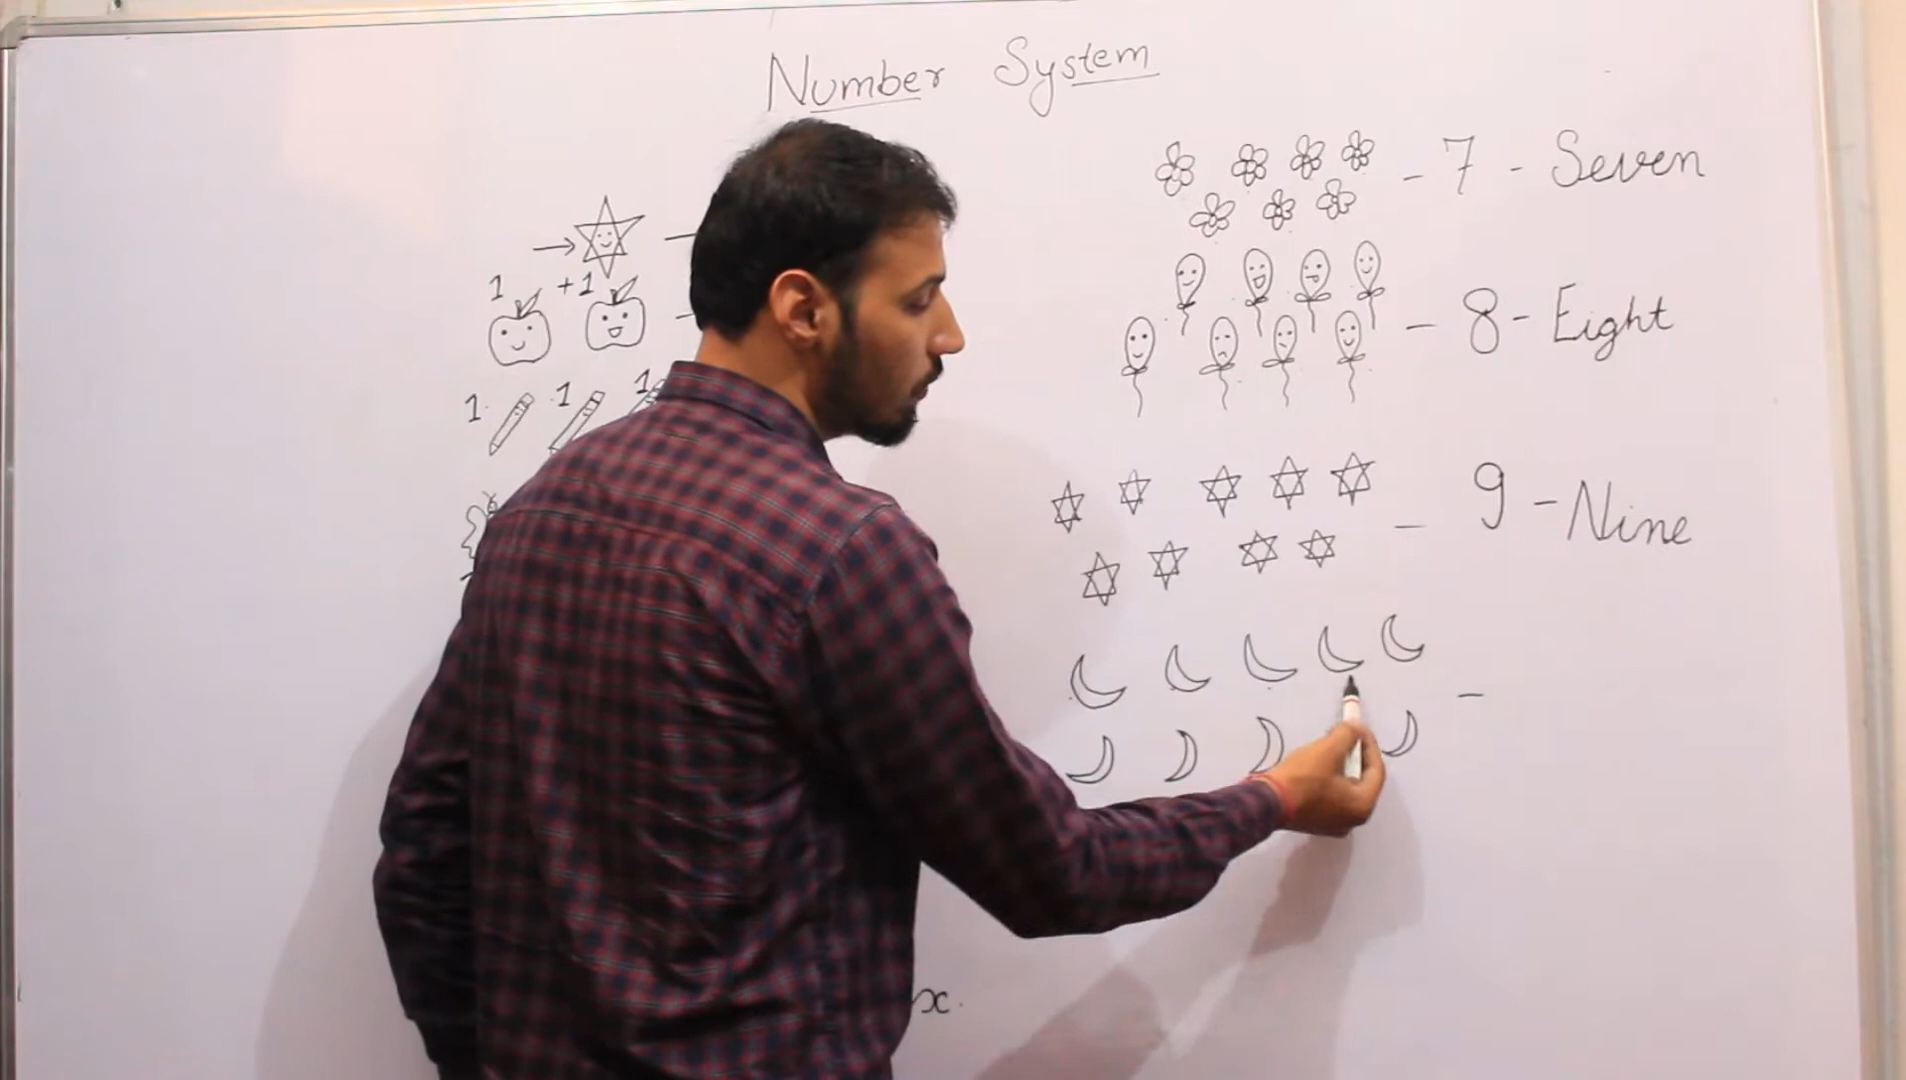 Number System
1 +1
1 1 1
- 7 - Seven
- 8 - Eight
- 9 - Nine
-